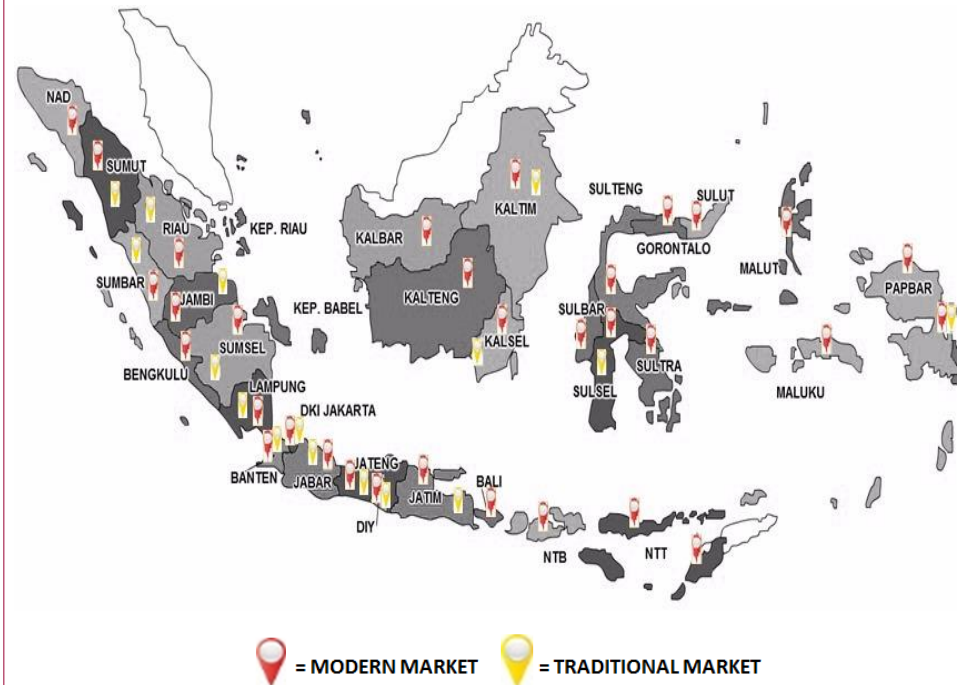 NAD
SUMUT
RIAU
KEP. RIAU
SUMBAR
JAMBI
KEP. BABEL
SUMSEL
BENGKULU
LAMPUNG
DKI JAKARTA
BANTEN
JABAR
JATENG
DIY
JATIM
BALI
NTB
NTT
KALBAR
KALTENG
KALTIM
KALSEL
SULTENG
SULUT
GORONTALO
SULBAR
SULSEL
SULTRA
MALUT
MALUKU
PAPBAR
= MODERN MARKET
= TRADITIONAL MARKET